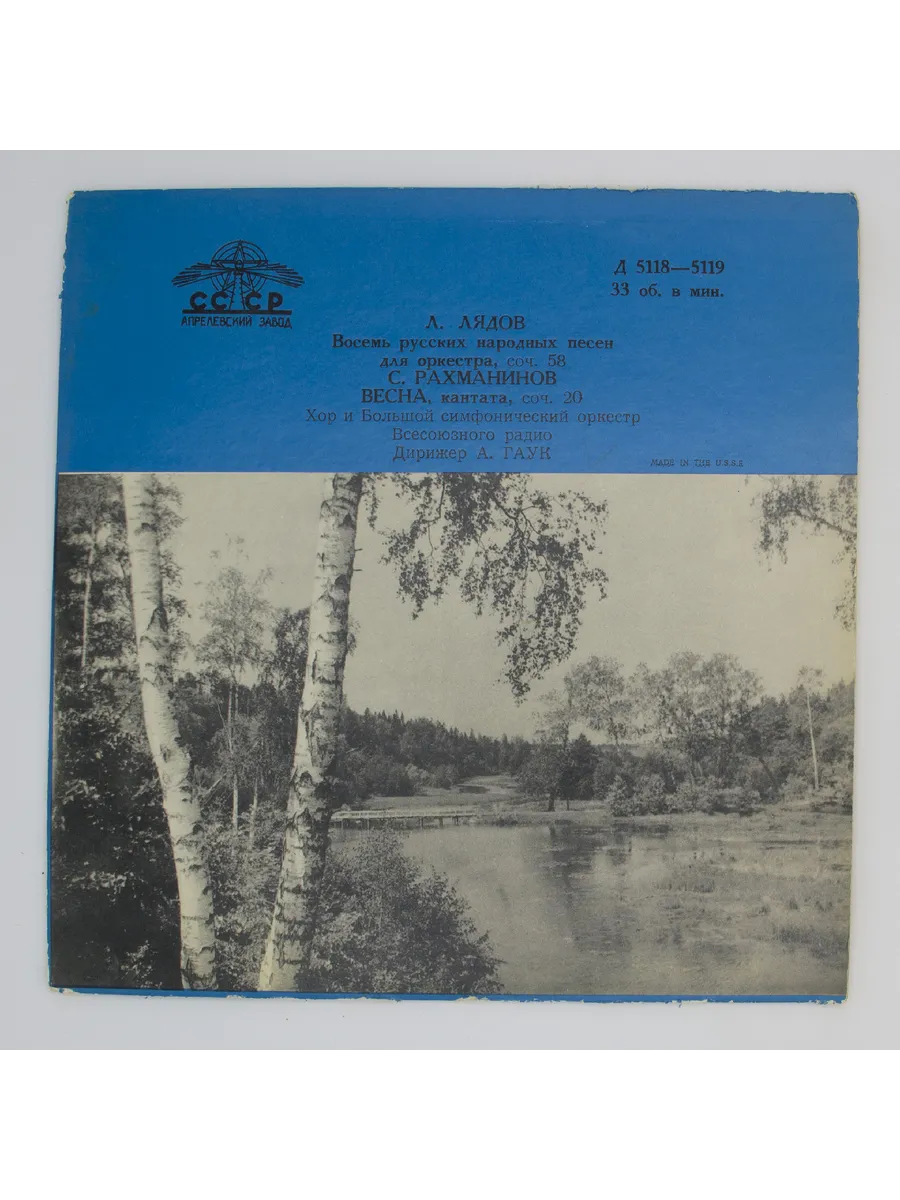 СССР
АПРЕЛЕВСКИЙ ЗАВОД
Д 5118—5119
33 об. в мин.
А. ЛЯДОВ
Восемь русских народных песен
для оркестра, соч. 58
С. РАХМАНИНОВ
ВЕСНА, кантата, соч. 20
Хор и Большой симфонический оркестр
Всесоюзного радио
Дирижер А. ГАУК
MADE IN THE U.S.S.R